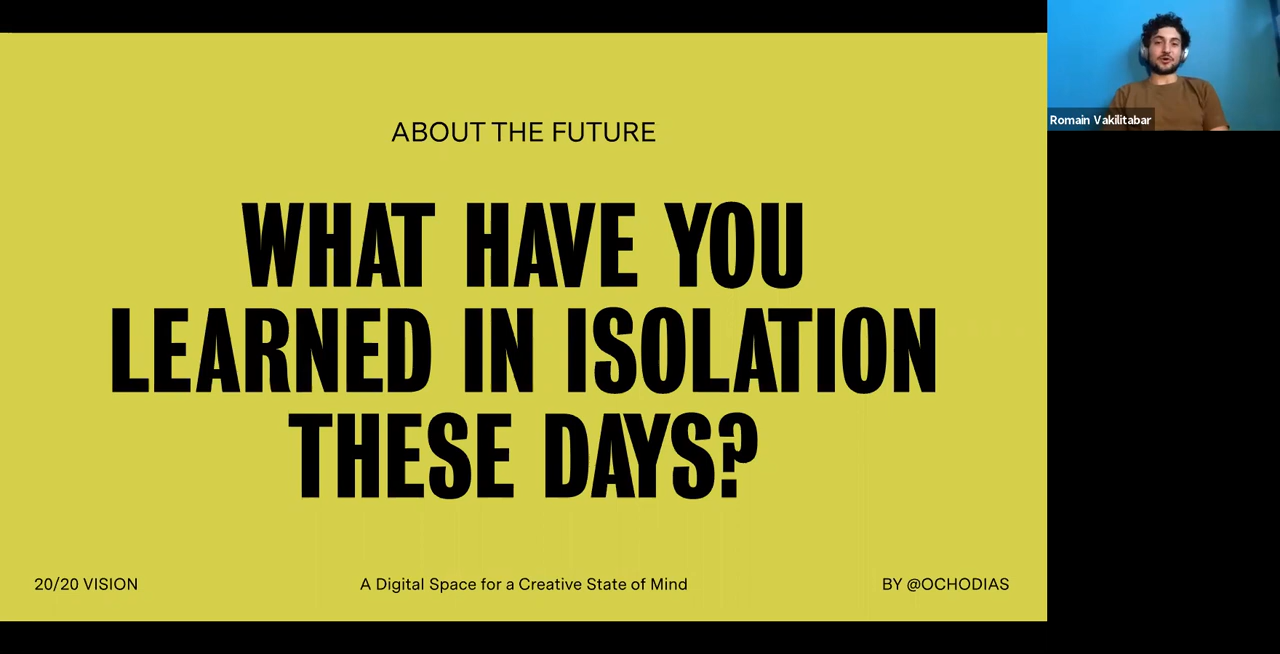 ABOUT THE FUTURE
WHAT HAVE YOU
LEARNED IN ISOLATION
THESE DAYS?
20/20 VISION
A Digital Space for a Creative State of Mind
BY @OCHODIAS
Romain Vakilitabar